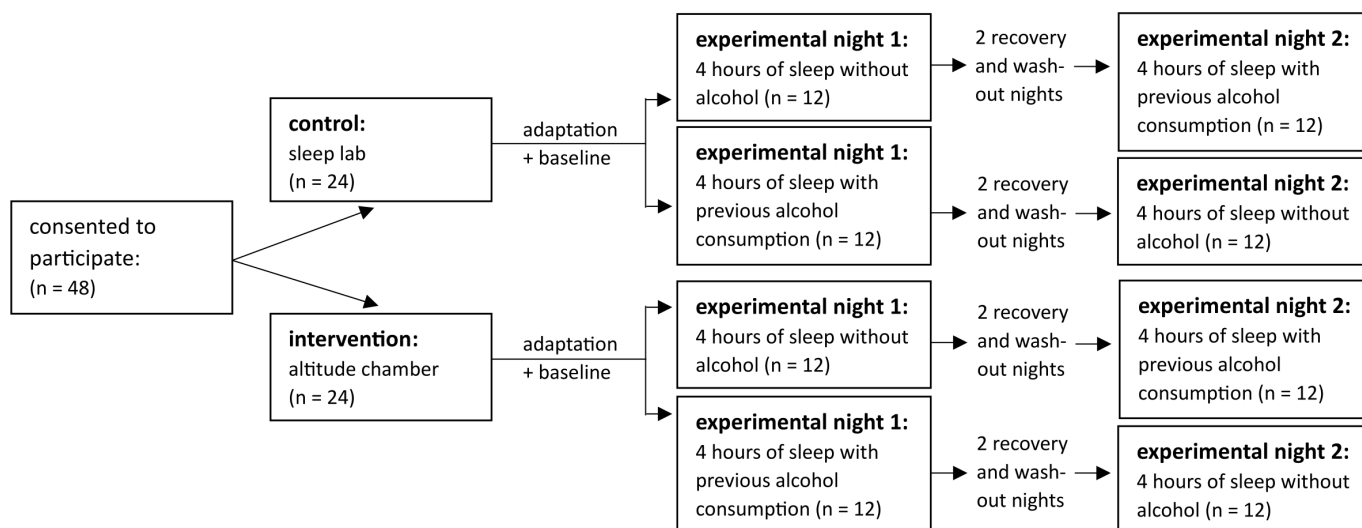 consented to
participate:
(n = 48)
control:
sleep lab
(n = 24)
adaptation
+ baseline
experimental night 1:
4 hours of sleep without
alcohol (n = 12)
2 recovery
and wash-
out nights
experimental night 2:
4 hours of sleep with
previous alcohol
consumption (n = 12)
experimental night 1:
4 hours of sleep with
previous alcohol
consumption (n = 12)
2 recovery
and wash-
out nights
experimental night 2:
4 hours of sleep without
alcohol (n = 12)
intervention:
altitude chamber
(n = 24)
adaptation
+ baseline
experimental night 1:
4 hours of sleep without
alcohol (n = 12)
2 recovery
and wash-
out nights
experimental night 2:
4 hours of sleep with
previous alcohol
consumption (n = 12)
experimental night 1:
4 hours of sleep with
previous alcohol
consumption (n = 12)
2 recovery
and wash-
out nights
experimental night 2:
4 hours of sleep without
alcohol (n = 12)